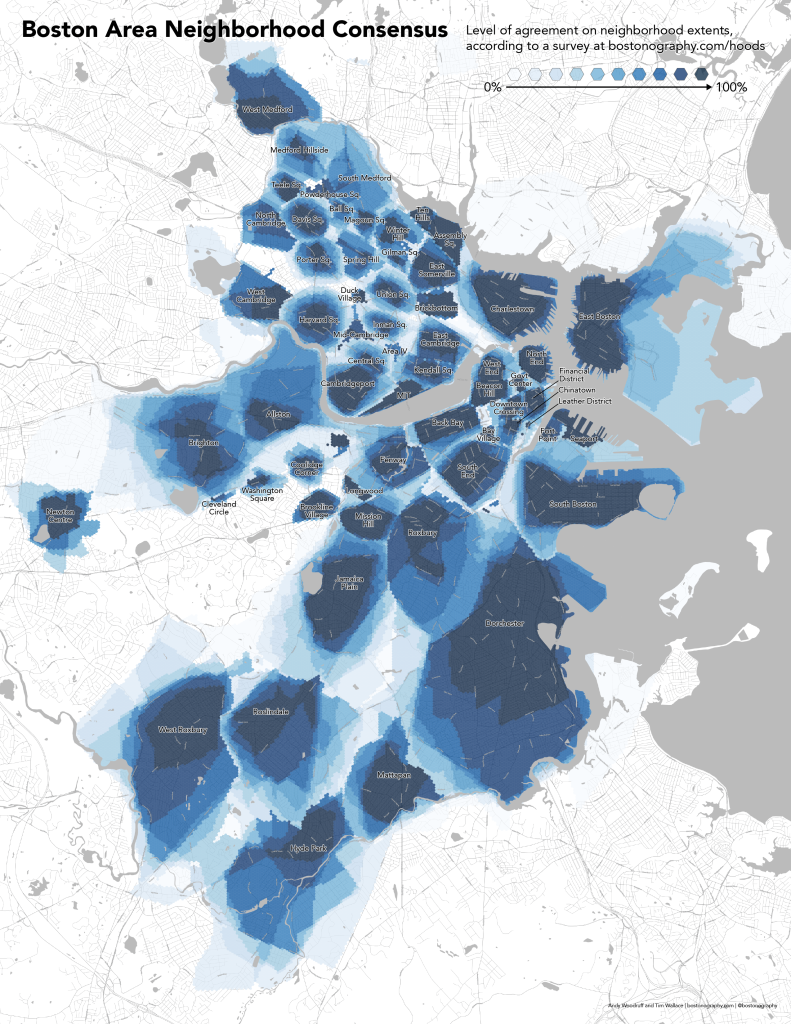 Boston Area Neighborhood Consensus
Level of agreement on neighborhood extents,
according to a survey at bostonography.com/hoods
0%
100%
West Medford
Medford Hillside
South Medford
Teele Sq.
Powderhouse Sq.
Ball Sq.
Magoun Sq.
Ten
Hills
North
Cambridge
Davis Sq.
Winter
Hill
Assembly
Sq.
Gilman Sq.
Porter Sq.
Spring Hill
East
Somerville
West
Cambridge
Duck
Village
Union Sq.
Brickbottom
Charlestown
East Boston
Harvard Sq.
Inman Sq.
Mid-Cambridge
East
Cambridge
Area IV
Central Sq.
Kendall Sq.
West
End
North
End
Cambridgeport
MIT
Beacon
Hill
Govt
Center
Financial
District
Chinatown
Leather District
Downtown
Crossing
Allston
Back Bay
Bay
Village
Fort
Point
Seaport
Brighton
Coolidge
Corner
Fenway
South
End
Washington
Square
Longwood
Cleveland
Circle
Brookline
Village
Mission
Hill
South Boston
Newton
Centre
Roxbury
Jamaica
Plain
Dorchester
Roslindale
West Roxbury
Mattapan
Hyde Park
Andy Woodruff and Tim Wallace | bostonography.com | @bostonography